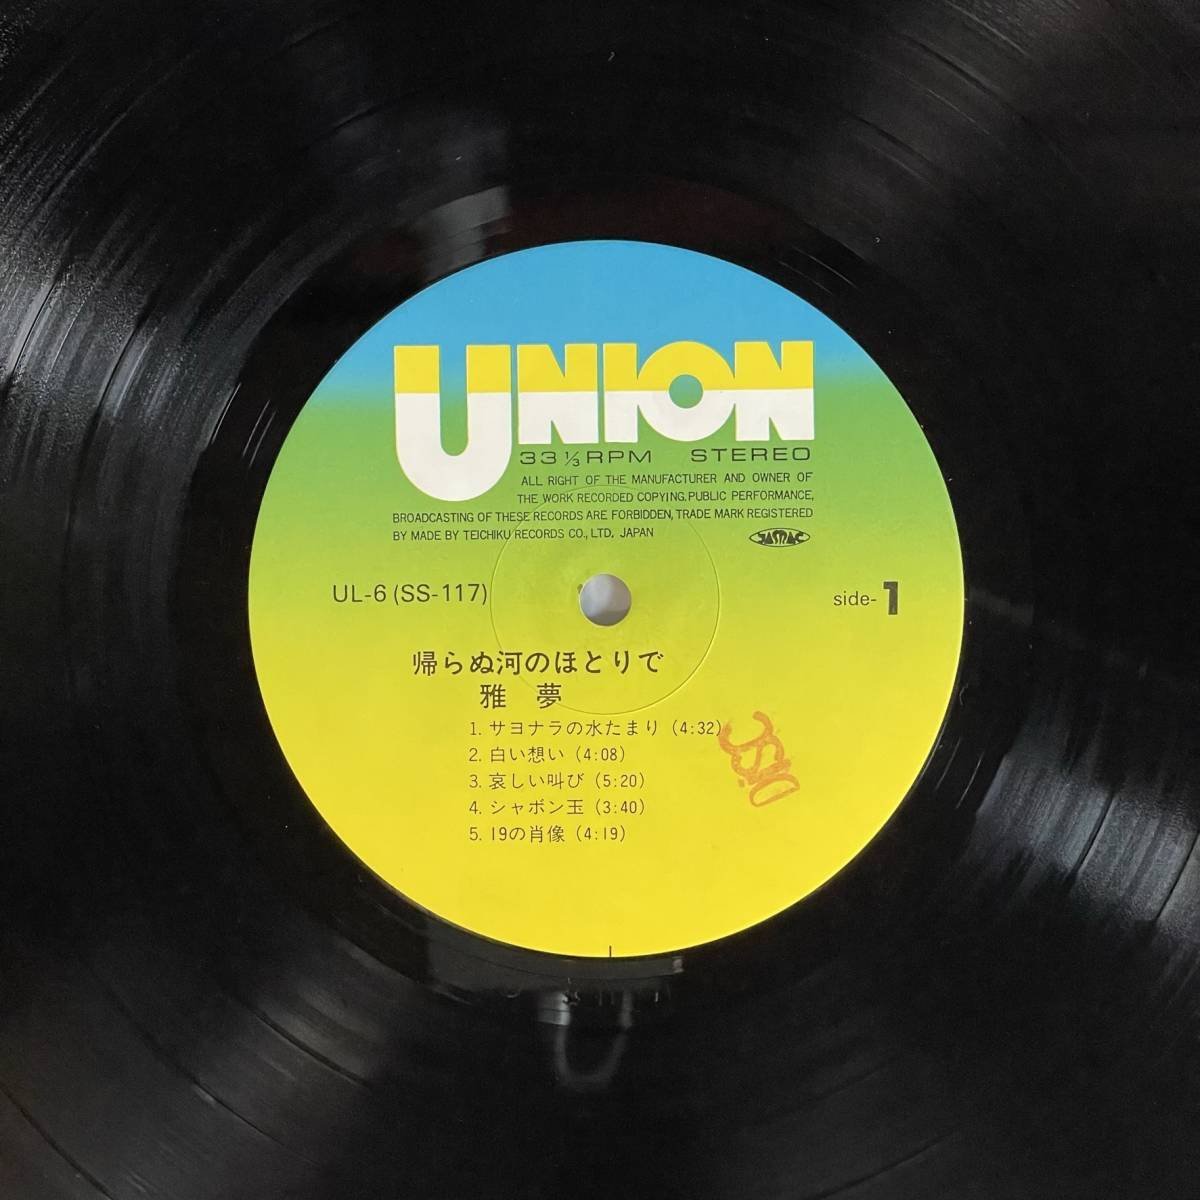 UNION
33 1/3 RPM STEREO
ALL RIGHT OF THE MANUFACTURER AND OWNER OF
THE WORK RECORDED COPYING, PUBLIC PERFORMANCE,
BROADCASTING OF THESE RECORDS ARE FORBIDDEN, TRADE MARK REGISTERED
BY MADE BY TEICHIKU RECORDS CO., LTD. JAPAN
JASRAC
UL-6 (SS-117)
side-1
帰らぬ河のほとりで
雅 夢
1. サヨナラの水たまり (4:32)
2. 白い想い (4:08)
3. 哀しい叫び (5:20)
4. シャボン玉 (3:40)
5. 19の肖像 (4:19)